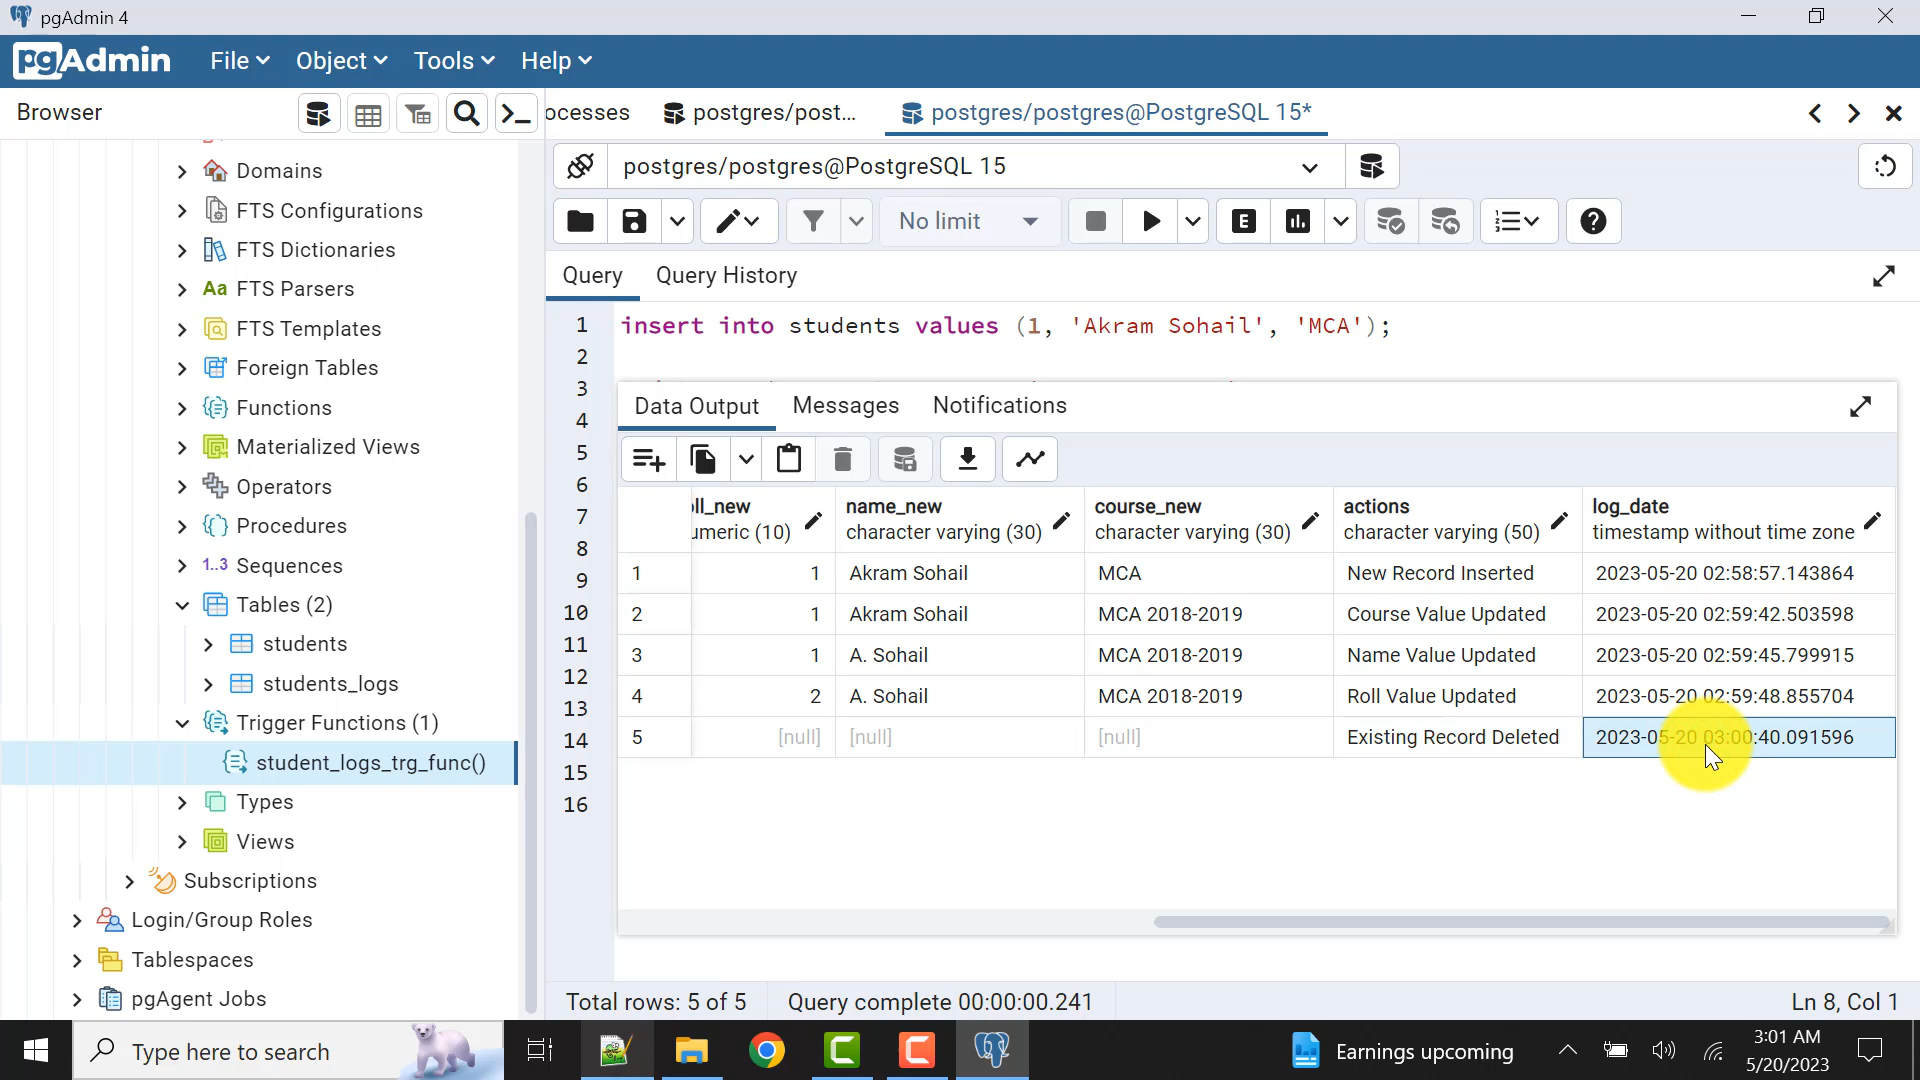 pgAdmin 4
pgAdmin File Object Tools Help
Browser
ocesses postgres/post... postgres/postgres@PostgreSQL 15*
Domains
FTS Configurations
FTS Dictionaries
Aa FTS Parsers
FTS Templates
Foreign Tables
Functions
Materialized Views
Operators
Procedures
1..3 Sequences
Tables (2)
students
students_logs
Trigger Functions (1)
student_logs_trg_func()
Types
Views
Subscriptions
Login/Group Roles
Tablespaces
pgAgent Jobs
postgres/postgres@PostgreSQL 15
No limit E
Query Query History
1 insert into students values (1, 'Akram Sohail', 'MCA');
2
3
4
5
6
7
8
9
10
11
12
13
14
15
16
Data Output Messages Notifications
ll_new name_new course_new actions log_date
umeric (10) character varying (30) character varying (30) character varying (50) timestamp without time zone
1 1 Akram Sohail MCA New Record Inserted 2023-05-20 02:58:57.143864
2 1 Akram Sohail MCA 2018-2019 Course Value Updated 2023-05-20 02:59:42.503598
3 1 A. Sohail MCA 2018-2019 Name Value Updated 2023-05-20 02:59:45.799915
4 2 A. Sohail MCA 2018-2019 Roll Value Updated 2023-05-20 02:59:48.855704
5 [null] [null] [null] Existing Record Deleted 2023-05-20 03:00:40.091596
Total rows: 5 of 5 Query complete 00:00:00.241 Ln 8, Col 1
Type here to search
Earnings upcoming
3:01 AM
5/20/2023